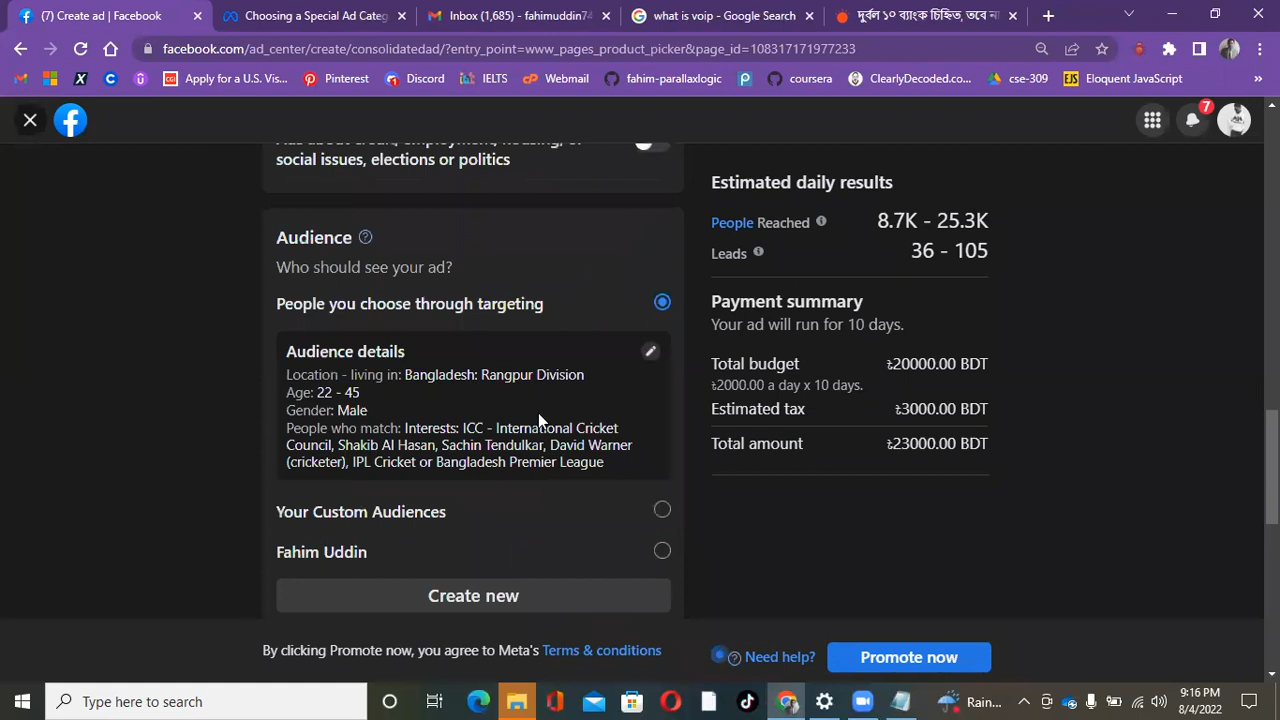 (7) Create ad | Facebook
Choosing a Special Ad Categ
Inbox (1,685) - fahimuddin74
what is voip - Google Search
দুর্বল ১০ ব্যাংক চিহ্নিত, তবে না
facebook.com/ad_center/create/consolidatedad/?entry_point=www_pages_product_picker&page_id=108317171977233
Apply for a U.S. Vis...
Pinterest
Discord
IELTS
Webmail
fahim-parallaxlogic
coursera
ClearlyDecoded.co...
cse-309
EJS Eloquent JavaScript
7
social issues, elections or politics
Audience
Who should see your ad?
People you choose through targeting
Audience details
Location - living in: Bangladesh: Rangpur Division
Age: 22 - 45
Gender: Male
People who match: Interests: ICC - International Cricket
Council, Shakib Al Hasan, Sachin Tendulkar, David Warner
(cricketer), IPL Cricket or Bangladesh Premier League
Your Custom Audiences
Fahim Uddin
Create new
Estimated daily results
People Reached 8.7K - 25.3K
Leads 36 - 105
Payment summary
Your ad will run for 10 days.
Total budget ৳20000.00 BDT
৳2000.00 a day x 10 days.
Estimated tax ৳3000.00 BDT
Total amount ৳23000.00 BDT
By clicking Promote now, you agree to Meta's Terms & conditions
Need help?
Promote now
Type here to search
Rain...
9:16 PM
8/4/2022